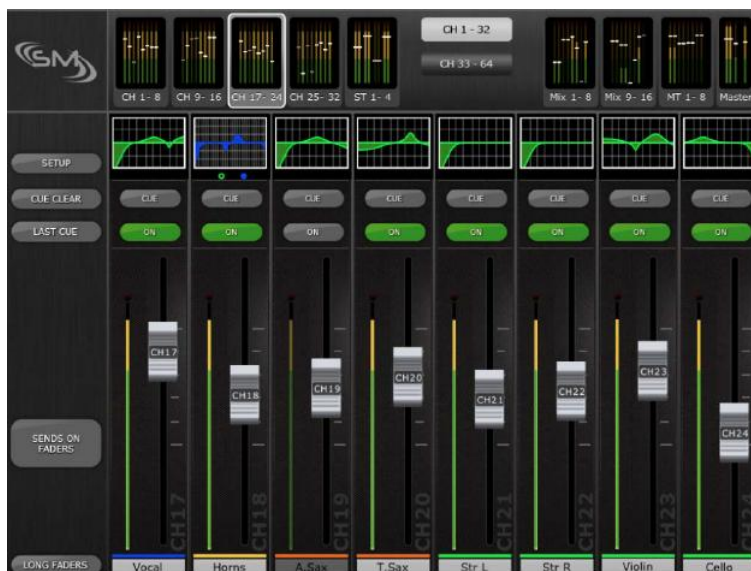 SM
CH 1 - 32
CH 33 - 64
CH 1- 8 CH 9- 16 CH 17- 24 CH 25- 32 ST 1- 4 Mix 1- 8 Mix 9- 16 MT 1- 8 Master
SETUP
CUE CLEAR CUE CUE CUE CUE CUE CUE CUE CUE
LAST CUE ON ON ON ON ON ON ON ON
CH17 CH18 CH19 CH20 CH21 CH22 CH23 CH24
SENDS ON
FADERS
CH17 CH18 CH19 CH20 CH21 CH22 CH23 CH24
LONG FADERS Vocal Horns A.Sax T.Sax Str L Str R Violin Cello